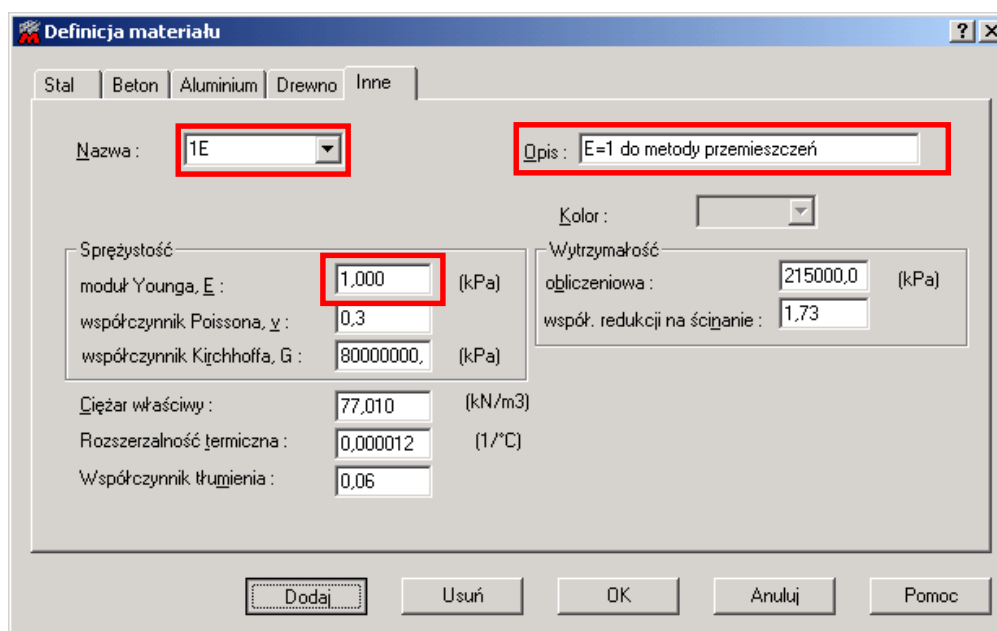 Definicja materiału
Stal Beton Aluminium Drewno Inne
Nazwa : 1E Opis : E=1 do metody przemieszczeń
Kolor :
Sprężystość Wytrzymałość
moduł Younga, E : 1,000 (kPa) obliczeniowa : 215000,0 (kPa)
współczynnik Poissona, v : 0,3 współ. redukcji na ścinanie : 1,73
współczynnik Kirchhoffa, G : 80000000, (kPa)
Ciężar właściwy : 77,010 (kN/m3)
Rozszerzalność termiczna : 0,000012 (1/°C)
Współczynnik tłumienia : 0,06
Dodaj Usuń OK Anuluj Pomoc